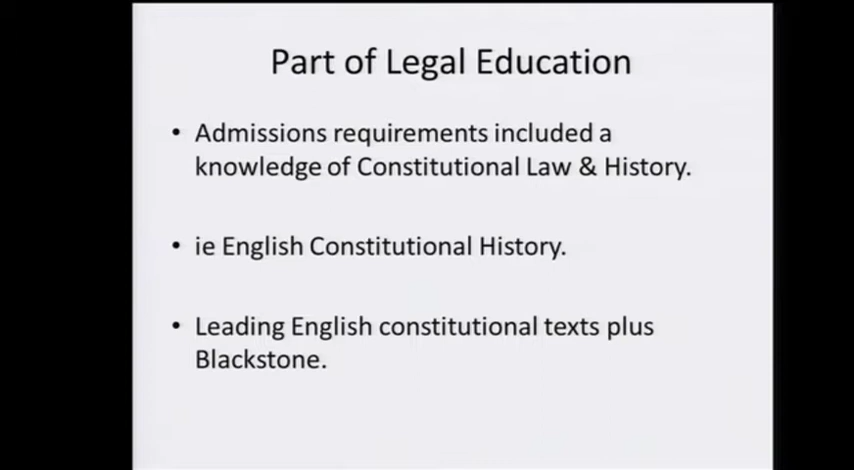 Part of Legal Education
• Admissions requirements included a
knowledge of Constitutional Law & History.
• ie English Constitutional History.
• Leading English constitutional texts plus
Blackstone.